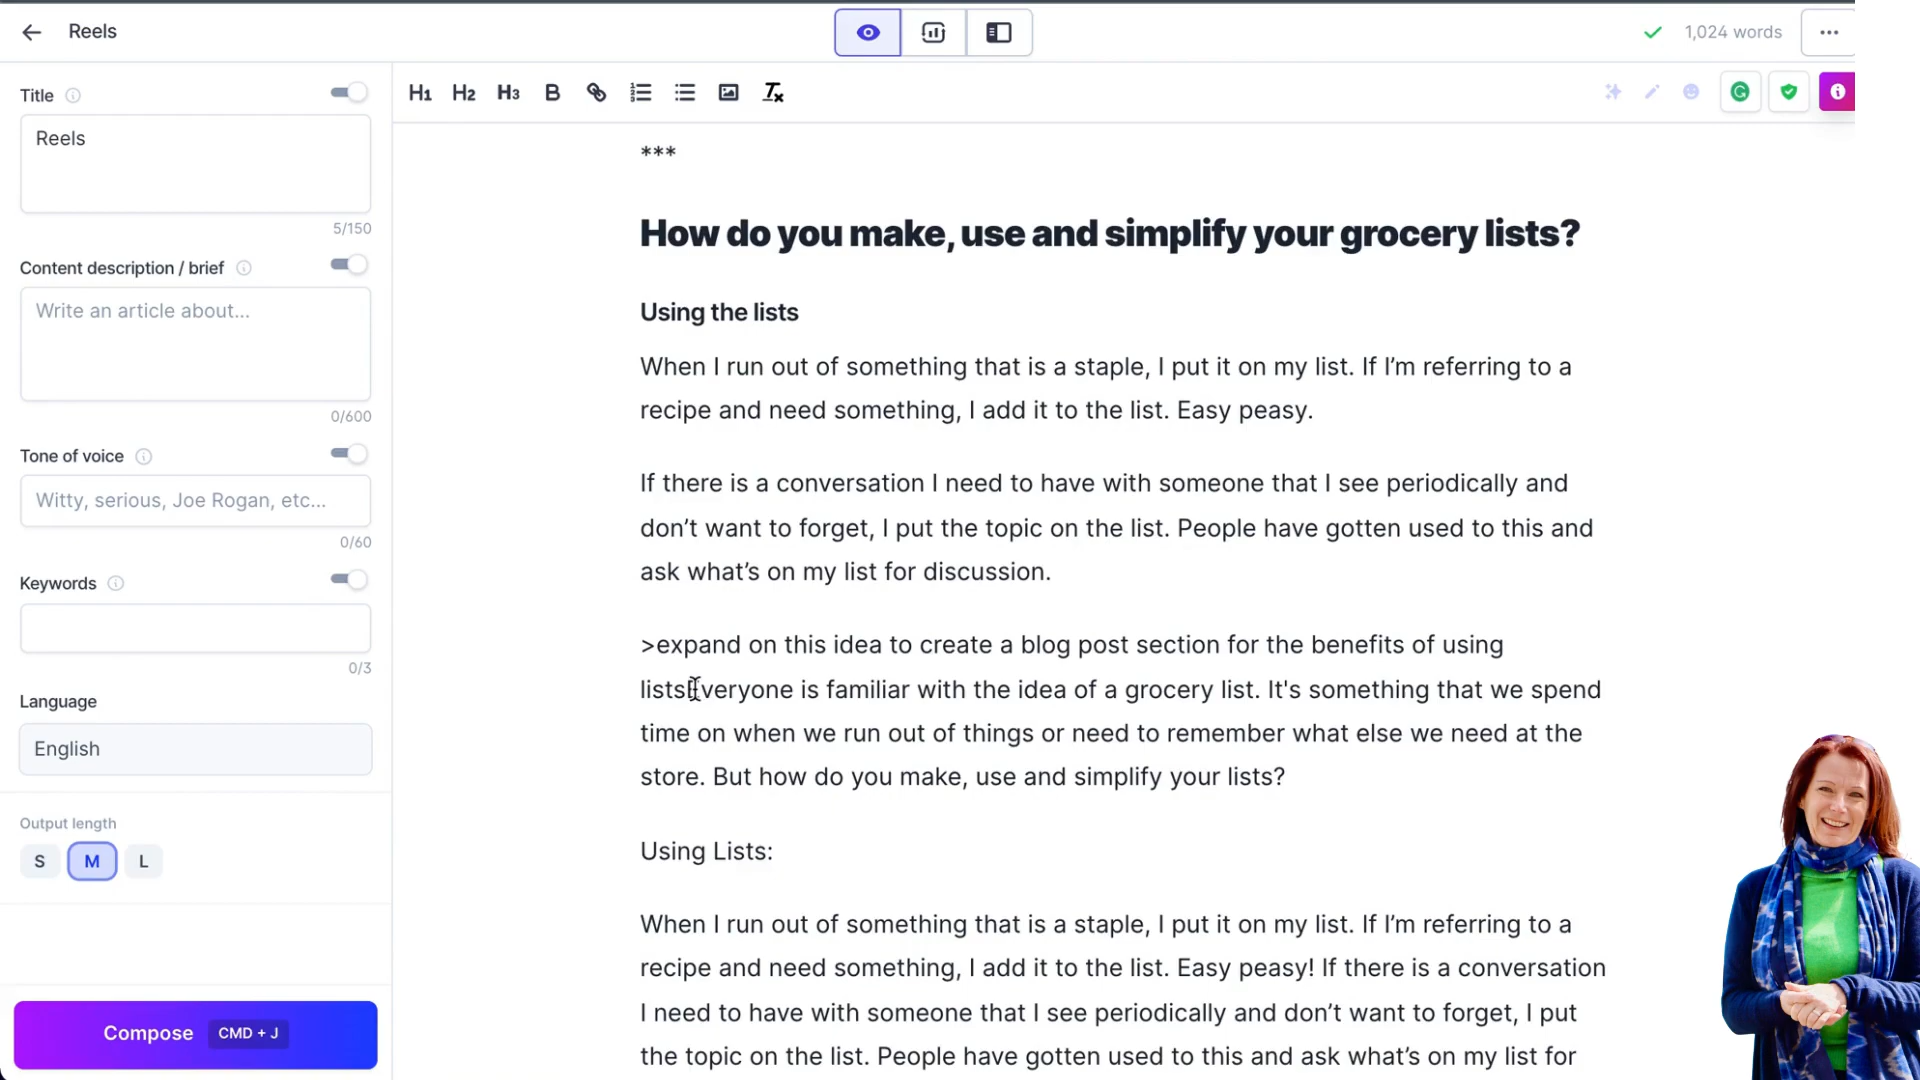 Reels
1,024 words
Title
Reels
5/150
Content description / brief
Write an article about...
0/600
Tone of voice
Witty, serious, Joe Rogan, etc...
0/60
Keywords
0/3
Language
English
Output length
S M L
Compose CMD + J
H1 H2 H3 B
***
How do you make, use and simplify your grocery lists?
Using the lists
When I run out of something that is a staple, I put it on my list. If I’m referring to a
recipe and need something, I add it to the list. Easy peasy.
If there is a conversation I need to have with someone that I see periodically and
don’t want to forget, I put the topic on the list. People have gotten used to this and
ask what’s on my list for discussion.
>expand on this idea to create a blog post section for the benefits of using
listsEveryone is familiar with the idea of a grocery list. It's something that we spend
time on when we run out of things or need to remember what else we need at the
store. But how do you make, use and simplify your lists?
Using Lists:
When I run out of something that is a staple, I put it on my list. If I’m referring to a
recipe and need something, I add it to the list. Easy peasy! If there is a conversation
I need to have with someone that I see periodically and don’t want to forget, I put
the topic on the list. People have gotten used to this and ask what’s on my list for